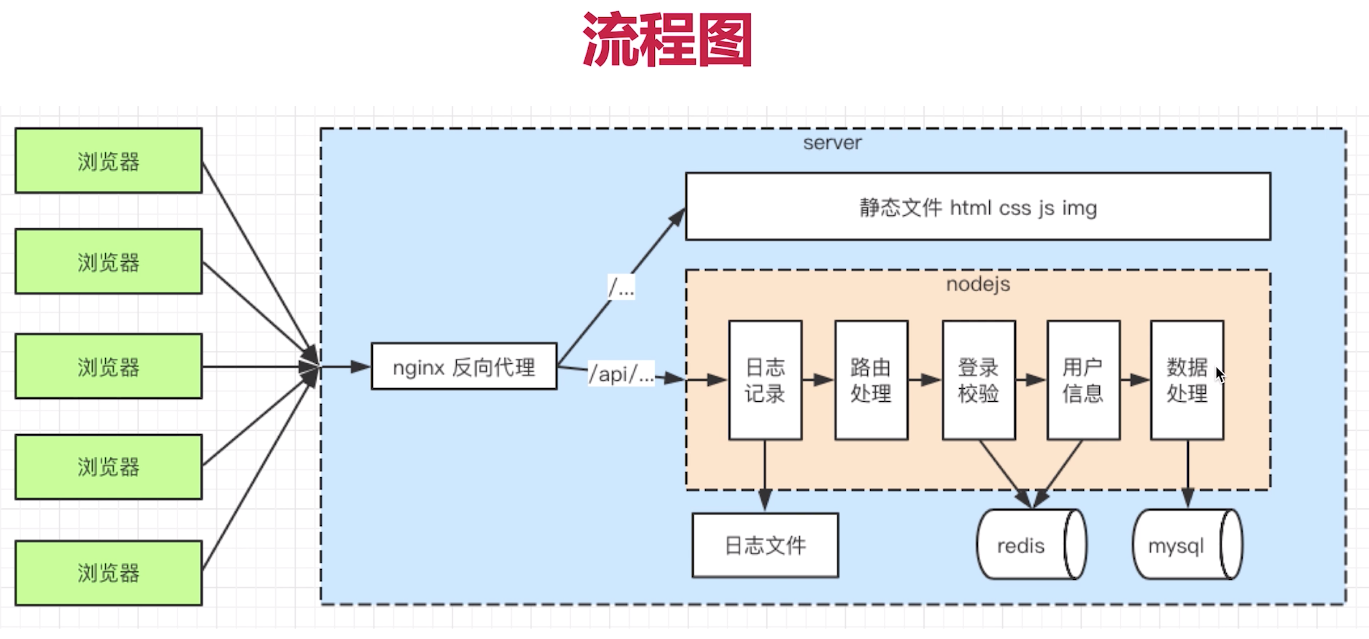 流程图
浏览器
浏览器
浏览器
浏览器
浏览器
server
静态文件 html css js img
/...
nginx 反向代理
/api/...
nodejs
日志
记录
路由
处理
登录
校验
用户
信息
数据
处理
日志文件
redis
mysql